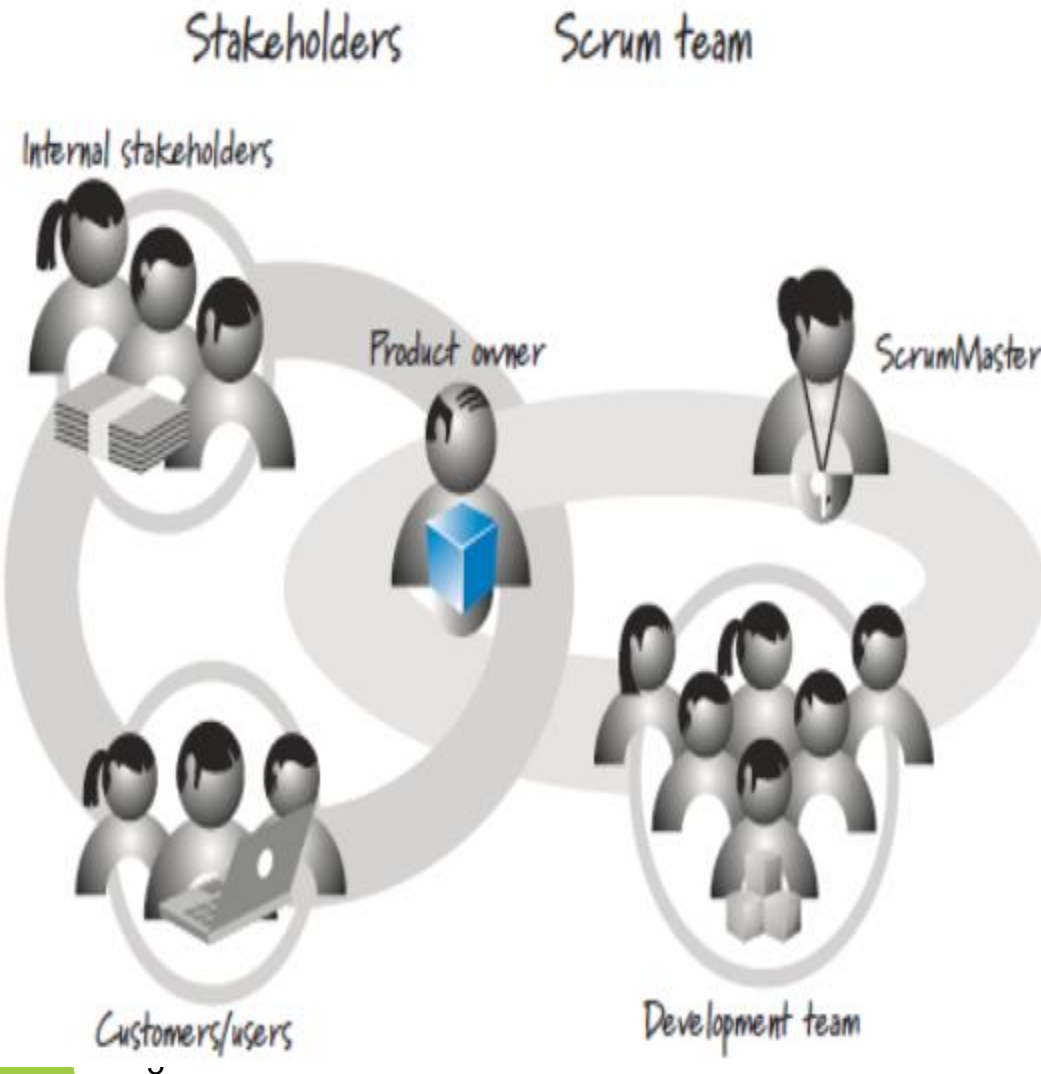 Stakeholders Scrum team
Internal stakeholders
Product owner
ScrumMaster
Customers/users
Development team